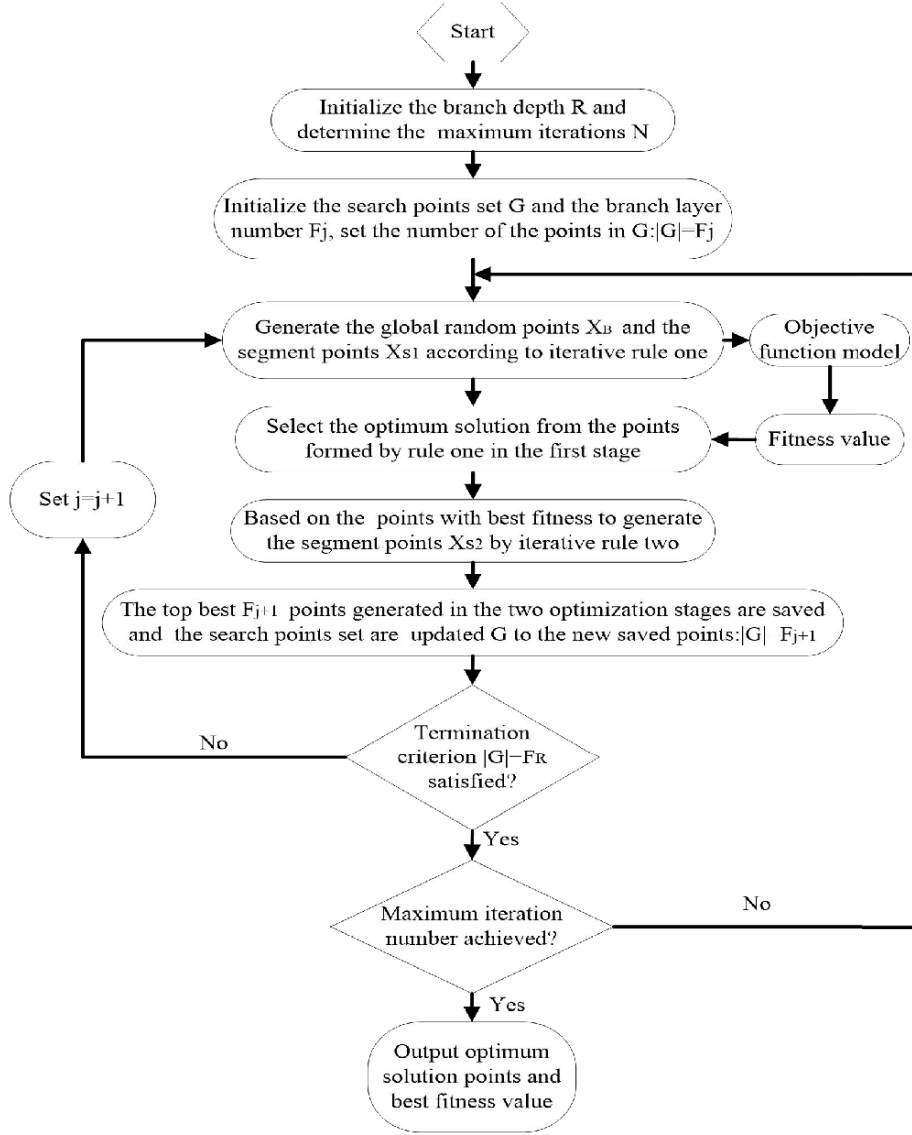 Start
Initialize the branch depth R and
determine the maximum iterations N
Initialize the search points set G and the branch layer
number Fj, set the number of the points in G:|G|=Fj
Generate the global random points XB and the
segment points Xs1 according to iterative rule one
Objective
function model
Select the optimum solution from the points
formed by rule one in the first stage
Fitness value
Set j=j+1
Based on the points with best fitness to generate
the segment points Xs2 by iterative rule two
The top best Fj+1 points generated in the two optimization stages are saved
and the search points set are updated G to the new saved points:|G| Fj+1
No
Termination
criterion |G|−FR
satisfied?
Yes
Maximum iteration
number achieved?
No
Yes
Output optimum
solution points and
best fitness value